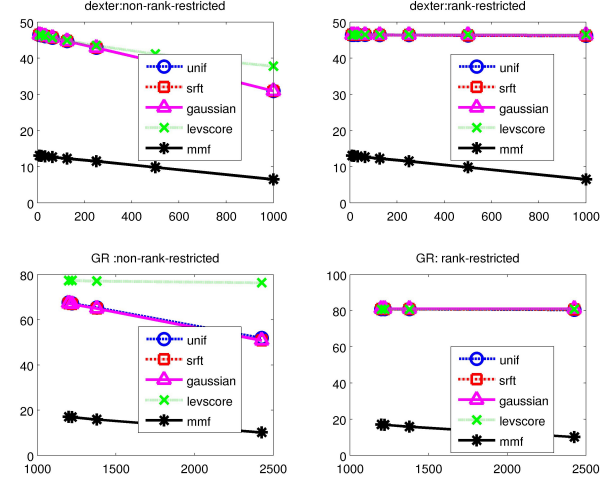 dexter:non-rank-restricted
50
40
30
20
10
0
0 200 400 600 800 1000
unif
srft
gaussian
levscore
mmf
dexter:rank-restricted
50
40
30
20
10
0
0 200 400 600 800 1000
unif
srft
gaussian
levscore
mmf
GR :non-rank-restricted
80
60
40
20
0
1000 1500 2000 2500
unif
srft
gaussian
levscore
mmf
GR: rank-restricted
100
80
60
40
20
0
1000 1500 2000 2500
unif
srft
gaussian
levscore
mmf